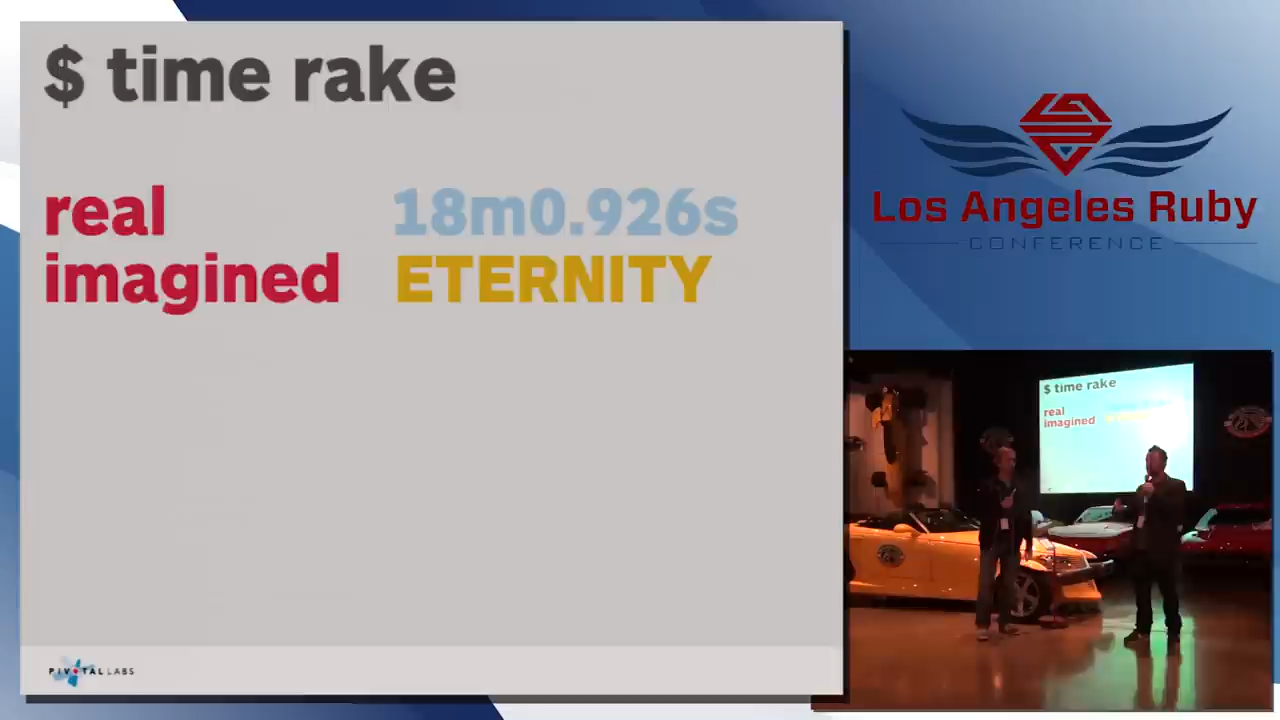 $ time rake
real 18m0.926s
imagined ETERNITY
PIVOTAL LABS
Los Angeles Ruby
CONFERENCE
$ time rake
real
imagined